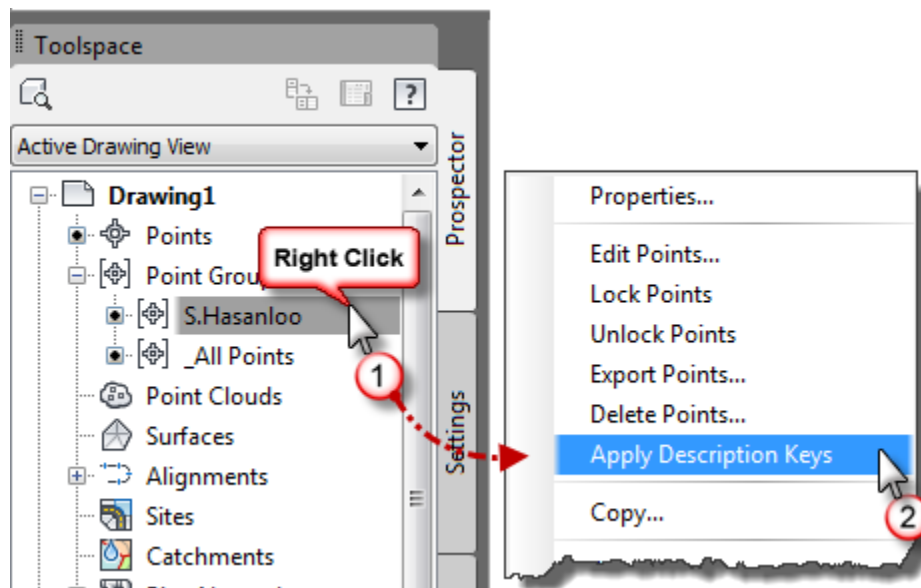 Toolspace
?
Active Drawing View
Drawing1
Points
Point Grou
Right Click
S.Hasanloo
_All Points
1
Point Clouds
Surfaces
Alignments
Sites
Catchments
Prospector
Settings
Properties...
Edit Points...
Lock Points
Unlock Points
Export Points...
Delete Points...
Apply Description Keys
Copy...
2